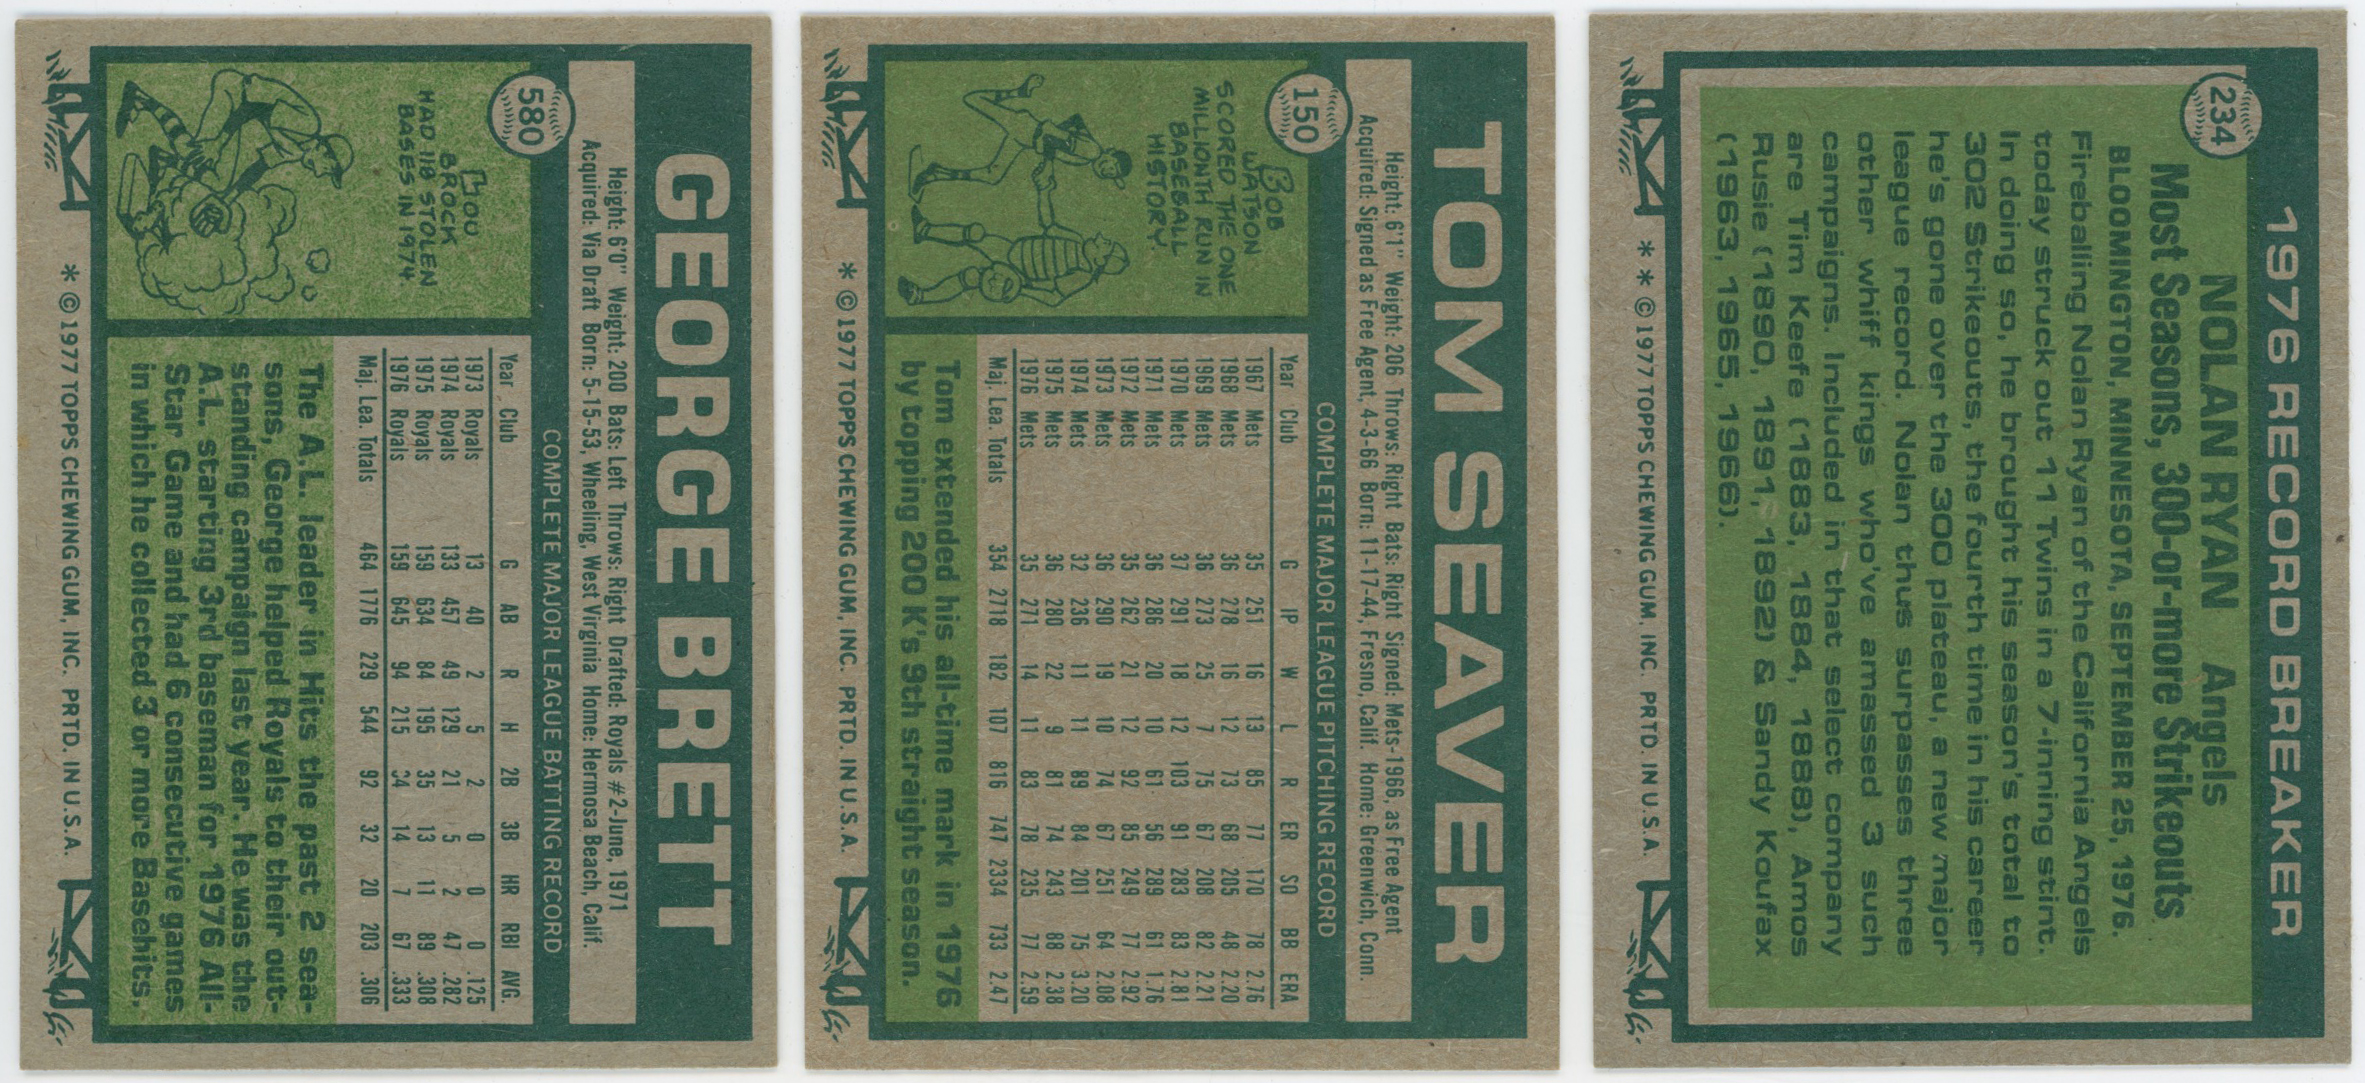 580
GEORGE BRETT
Height: 6'0" Weight: 200 Bats: Left Throws: Right Drafted: Royals #2-June, 1971
Acquired: Via Draft Born: 5-15-53, Wheeling, West Virginia Home: Hermosa Beach, Calif.
COMPLETE MAJOR LEAGUE BATTING RECORD
Year Club G AB R H 2B 3B HR RBI AVG.
1973 Royals 13 40 2 5 2 0 0 0 .125
1974 Royals 133 457 49 129 21 5 2 47 .282
1975 Royals 159 634 84 195 35 13 11 89 .308
1976 Royals 159 645 94 215 34 14 7 67 .333
Maj. Lea. Totals 464 1776 229 544 92 32 20 203 .306
LOU
BROCK
HAD 118 STOLEN
BASES IN 1974.
The A.L. leader in Hits the past 2 sea-
sons, George helped Royals to their out-
standing campaign last year. He was the
A.L. starting 3rd baseman for 1976 All-
Star Game and had 6 consecutive games
in which he collected 3 or more Basehits.
* © 1977 TOPPS CHEWING GUM, INC. PRTD. IN U.S.A.
150
TOM SEAVER
Height: 6'1" Weight: 206 Throws: Right Bats: Right Signed: Mets-1966, as Free Agent
Acquired: Signed as Free Agent, 4-3-66 Born: 11-17-44, Fresno, Calif. Home: Greenwich, Conn.
COMPLETE MAJOR LEAGUE PITCHING RECORD
Year Club G IP W L R ER SO BB ERA
1967 Mets 35 251 16 13 85 77 170 78 2.76
1968 Mets 36 278 16 12 73 68 205 48 2.20
1969 Mets 36 273 25 7 75 67 208 82 2.21
1970 Mets 37 291 18 12 103 91 283 83 2.81
1971 Mets 36 286 20 10 61 56 289 61 1.76
1972 Mets 35 262 21 12 92 85 249 77 2.92
1973 Mets 36 290 19 10 74 67 251 64 2.08
1974 Mets 32 236 11 11 89 84 201 75 3.20
1975 Mets 36 280 22 9 81 74 243 88 2.38
1976 Mets 35 271 14 11 83 78 235 77 2.59
Maj. Lea. Totals 354 2718 182 107 816 747 2334 733 2.47
BOB
WATSON
SCORED THE ONE
MILLIONTH RUN IN
BASEBALL
HISTORY.
Tom extended his all-time mark in 1976
by topping 200 K's 9th straight season.
* © 1977 TOPPS CHEWING GUM, INC. PRTD. IN U.S.A.
234
1976 RECORD BREAKER
NOLAN RYAN Angels
Most Seasons, 300-or-more Strikeouts
BLOOMINGTON, MINNESOTA, SEPTEMBER 25, 1976.
Fireballing Nolan Ryan of the California Angels
today struck out 11 Twins in a 7-inning stint.
In doing so, he brought his season's total to
302 Strikeouts, the fourth time in his career
he's gone over the 300 plateau, a new major
league record. Nolan thus surpasses three
other whiff kings who've amassed 3 such
campaigns. Included in that select company
are Tim Keefe (1883, 1884, 1888), Amos
Rusie (1890, 1891, 1892) & Sandy Koufax
(1963, 1965, 1966).
* * © 1977 TOPPS CHEWING GUM, INC. PRTD. IN U.S.A.